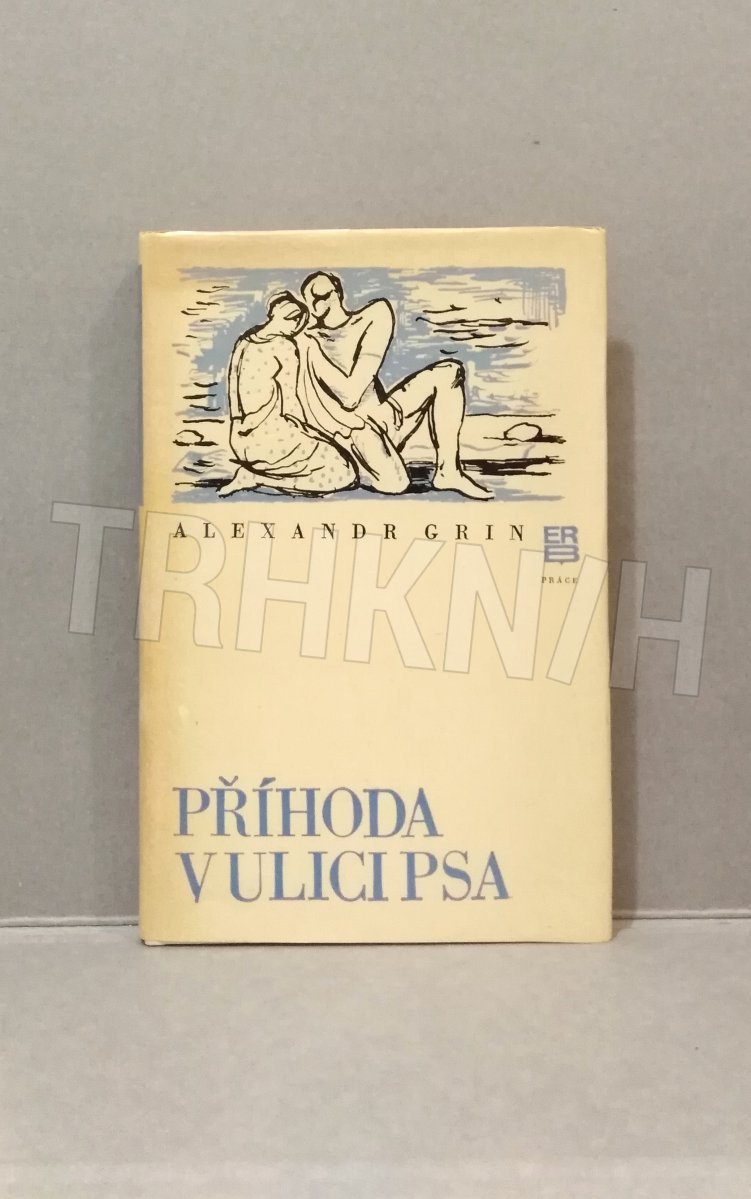 ALEXANDR GRIN
ER
B
PRÁCE
TRHKNIH
PŘÍHODA
V ULICI PSA